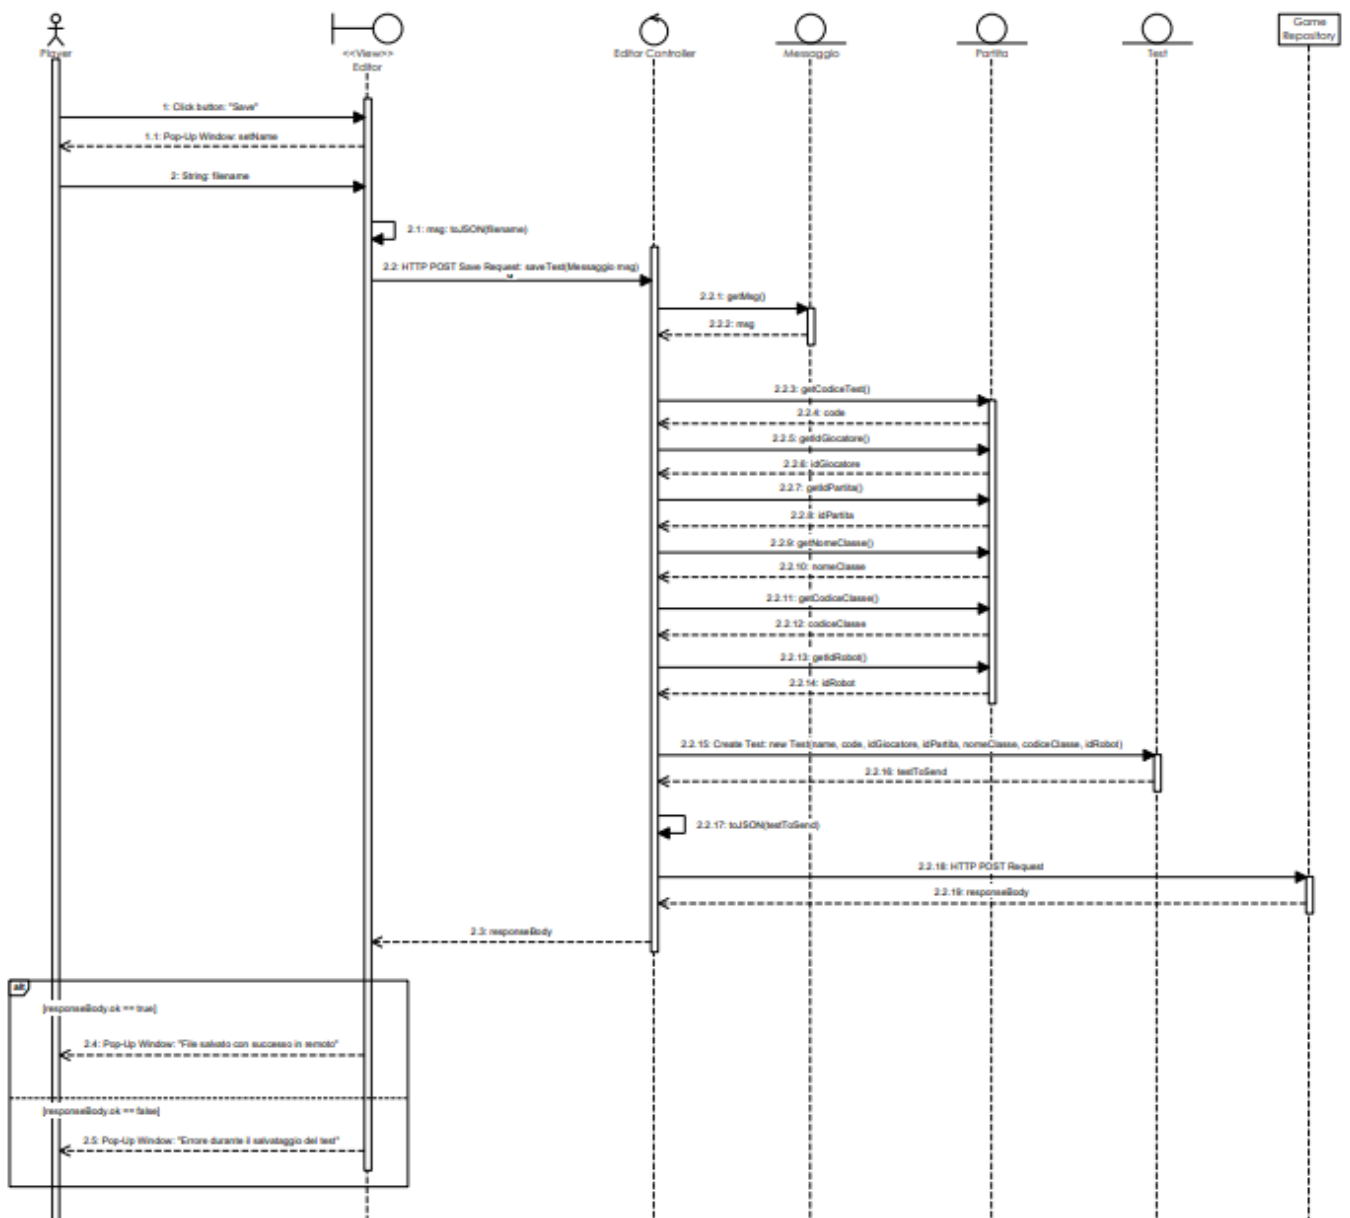 Player
<<View>>
Editor
Editor Controller
Messaggio
Partita
Test
Game
Repository
1: Click button: "Save"
1.1: Pop-Up Window: setName
2: String: filename
2.1: msg: toJSON(filename)
2.2: HTTP POST Save Request: saveTest(Messaggio msg)
2.2.1: getMsg()
2.2.2: msg
2.2.3: getCodiceTest()
2.2.4: code
2.2.5: getIdGiocatore()
2.2.6: idGiocatore
2.2.7: getIdPartita()
2.2.8: idPartita
2.2.9: getNomeClasse()
2.2.10: nomeClasse
2.2.11: getCodiceClasse()
2.2.12: codiceClasse
2.2.13: getIdRobot()
2.2.14: idRobot
2.2.15: Create Test: new Test(name, code, idGiocatore, idPartita, nomeClasse, codiceClasse, idRobot)
2.2.16: testToSend
2.2.17: toJSON(testToSend)
2.2.18: HTTP POST Request
2.2.19: responseBody
2.3: responseBody
alt
[responseBody.ok == true]
2.4: Pop-Up Window: "File salvato con successo in remoto"
[responseBody.ok == false]
2.5: Pop-Up Window: "Errore durante il salvataggio del test"